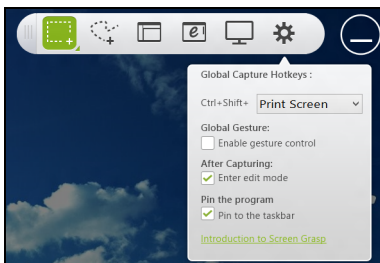 Global Capture Hotkeys :
Ctrl+Shift+ Print Screen
Global Gesture:
Enable gesture control
After Capturing:
Enter edit mode
Pin the program
Pin to the taskbar
Introduction to Screen Grasp